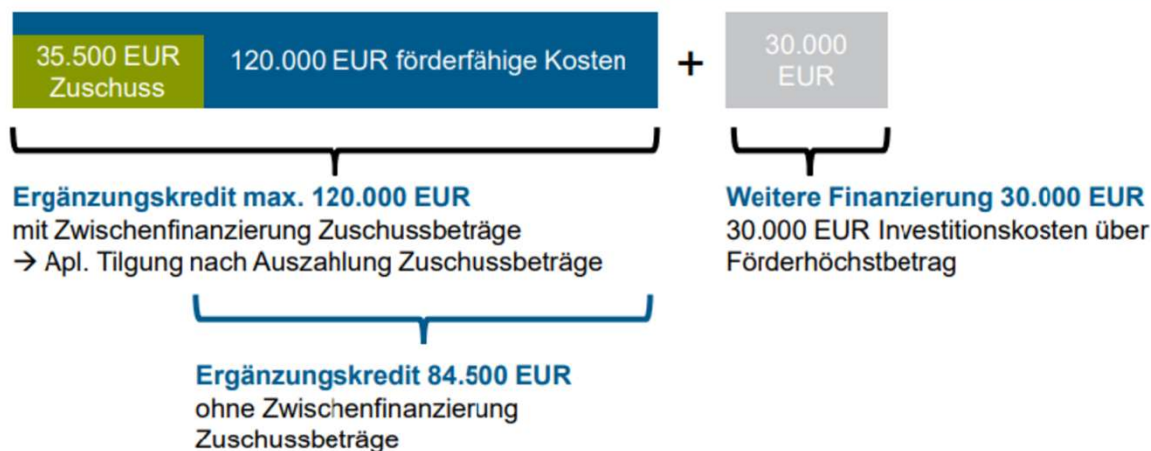 35.500 EUR
Zuschuss
120.000 EUR förderfähige Kosten
+
30.000
EUR
Ergänzungskredit max. 120.000 EUR
mit Zwischenfinanzierung Zuschussbeträge
→ Apl. Tilgung nach Auszahlung Zuschussbeträge
Weitere Finanzierung 30.000 EUR
30.000 EUR Investitionskosten über
Förderhöchstbetrag
Ergänzungskredit 84.500 EUR
ohne Zwischenfinanzierung
Zuschussbeträge